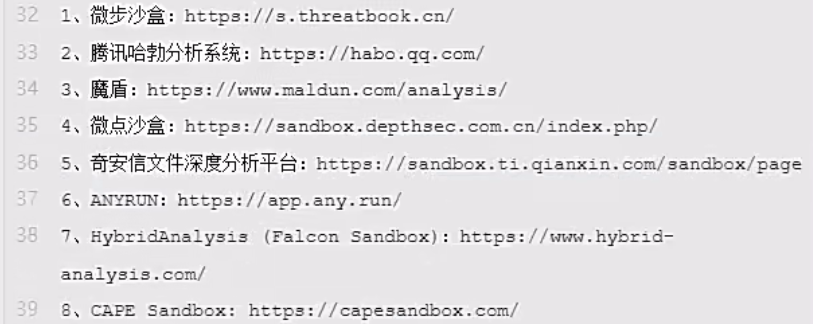 32 1、微步沙盒：https://s.threatbook.cn/
33 2、腾讯哈勃分析系统：https://habo.qq.com/
34 3、魔盾：https://www.maldun.com/analysis/
35 4、微点沙盒：https://sandbox.depthsec.com.cn/index.php/
36 5、奇安信文件深度分析平台：https://sandbox.ti.qianxin.com/sandbox/page
37 6、ANYRUN：https://app.any.run/
38 7、HybridAnalysis (Falcon Sandbox)：https://www.hybrid-
analysis.com/
39 8、CAPE Sandbox: https://capesandbox.com/